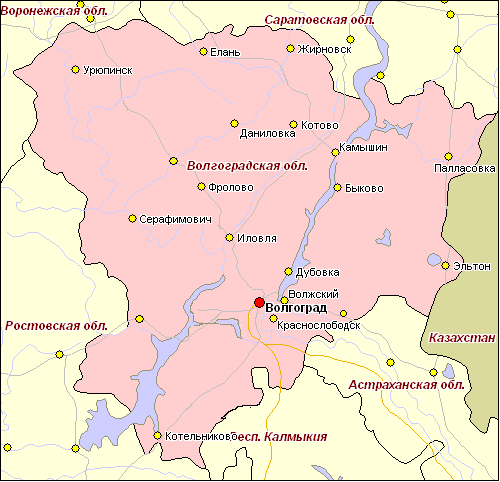 Воронежская обл.
Саратовская обл.
Елань
Жирновск
Урюпинск
Даниловка
Котово
Камышин
Волгоградская обл.
Палласовка
Фролово
Быково
Серафимович
Иловля
Дубовка
Эльтон
Волжский
Волгоград
Краснослободск
Ростовская обл.
Казахстан
Астраханская обл.
Котельниково
есп. Калмыкия